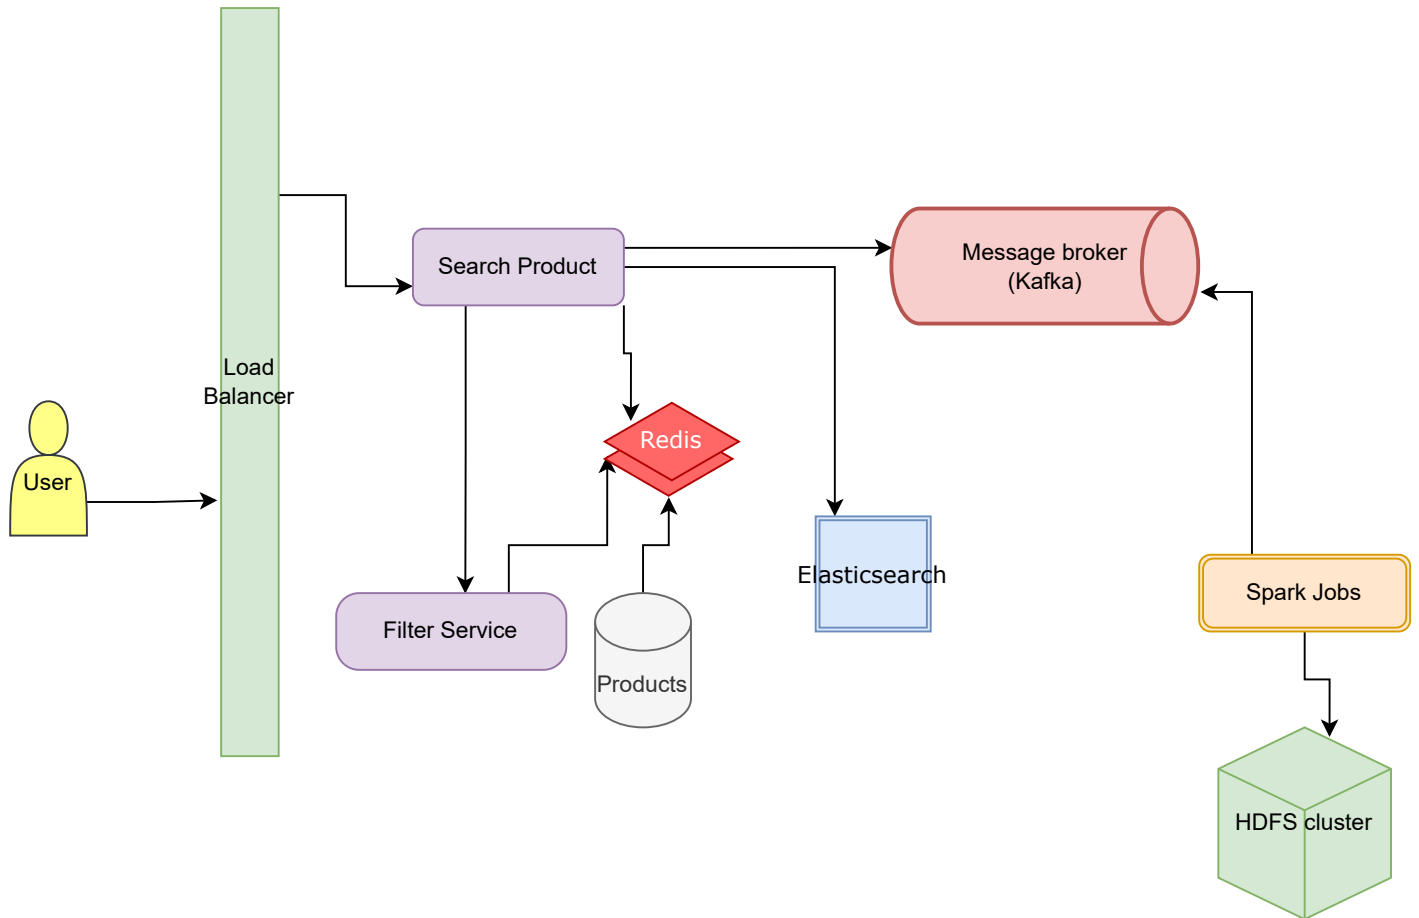 Search Product
Message broker
(Kafka)
Load
Balancer
User
Redis
Elasticsearch
Spark Jobs
Filter Service
Products
HDFS cluster